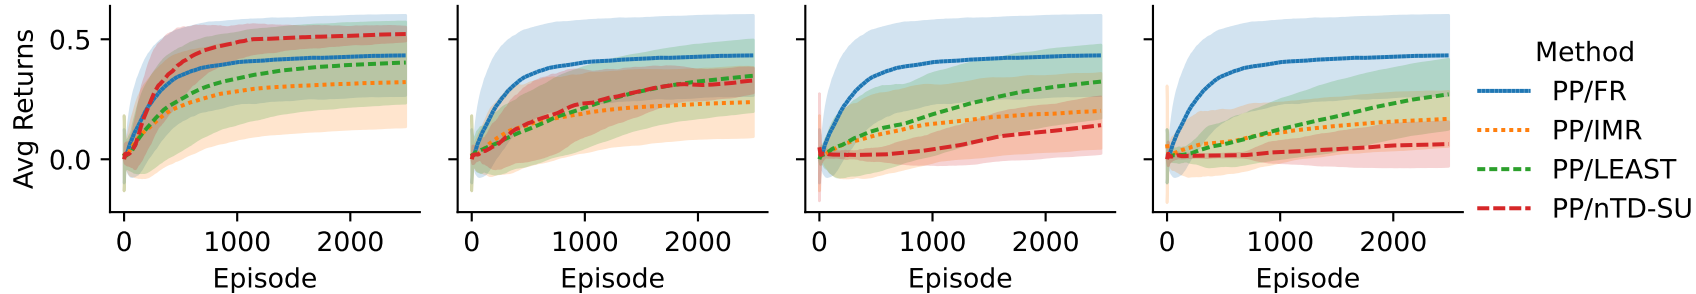 Avg Returns
0.5
0.0
0 1000 2000
Episode
0 1000 2000
Episode
0 1000 2000
Episode
0 1000 2000
Episode
Method
PP/FR
PP/IMR
PP/LEAST
PP/nTD-SU